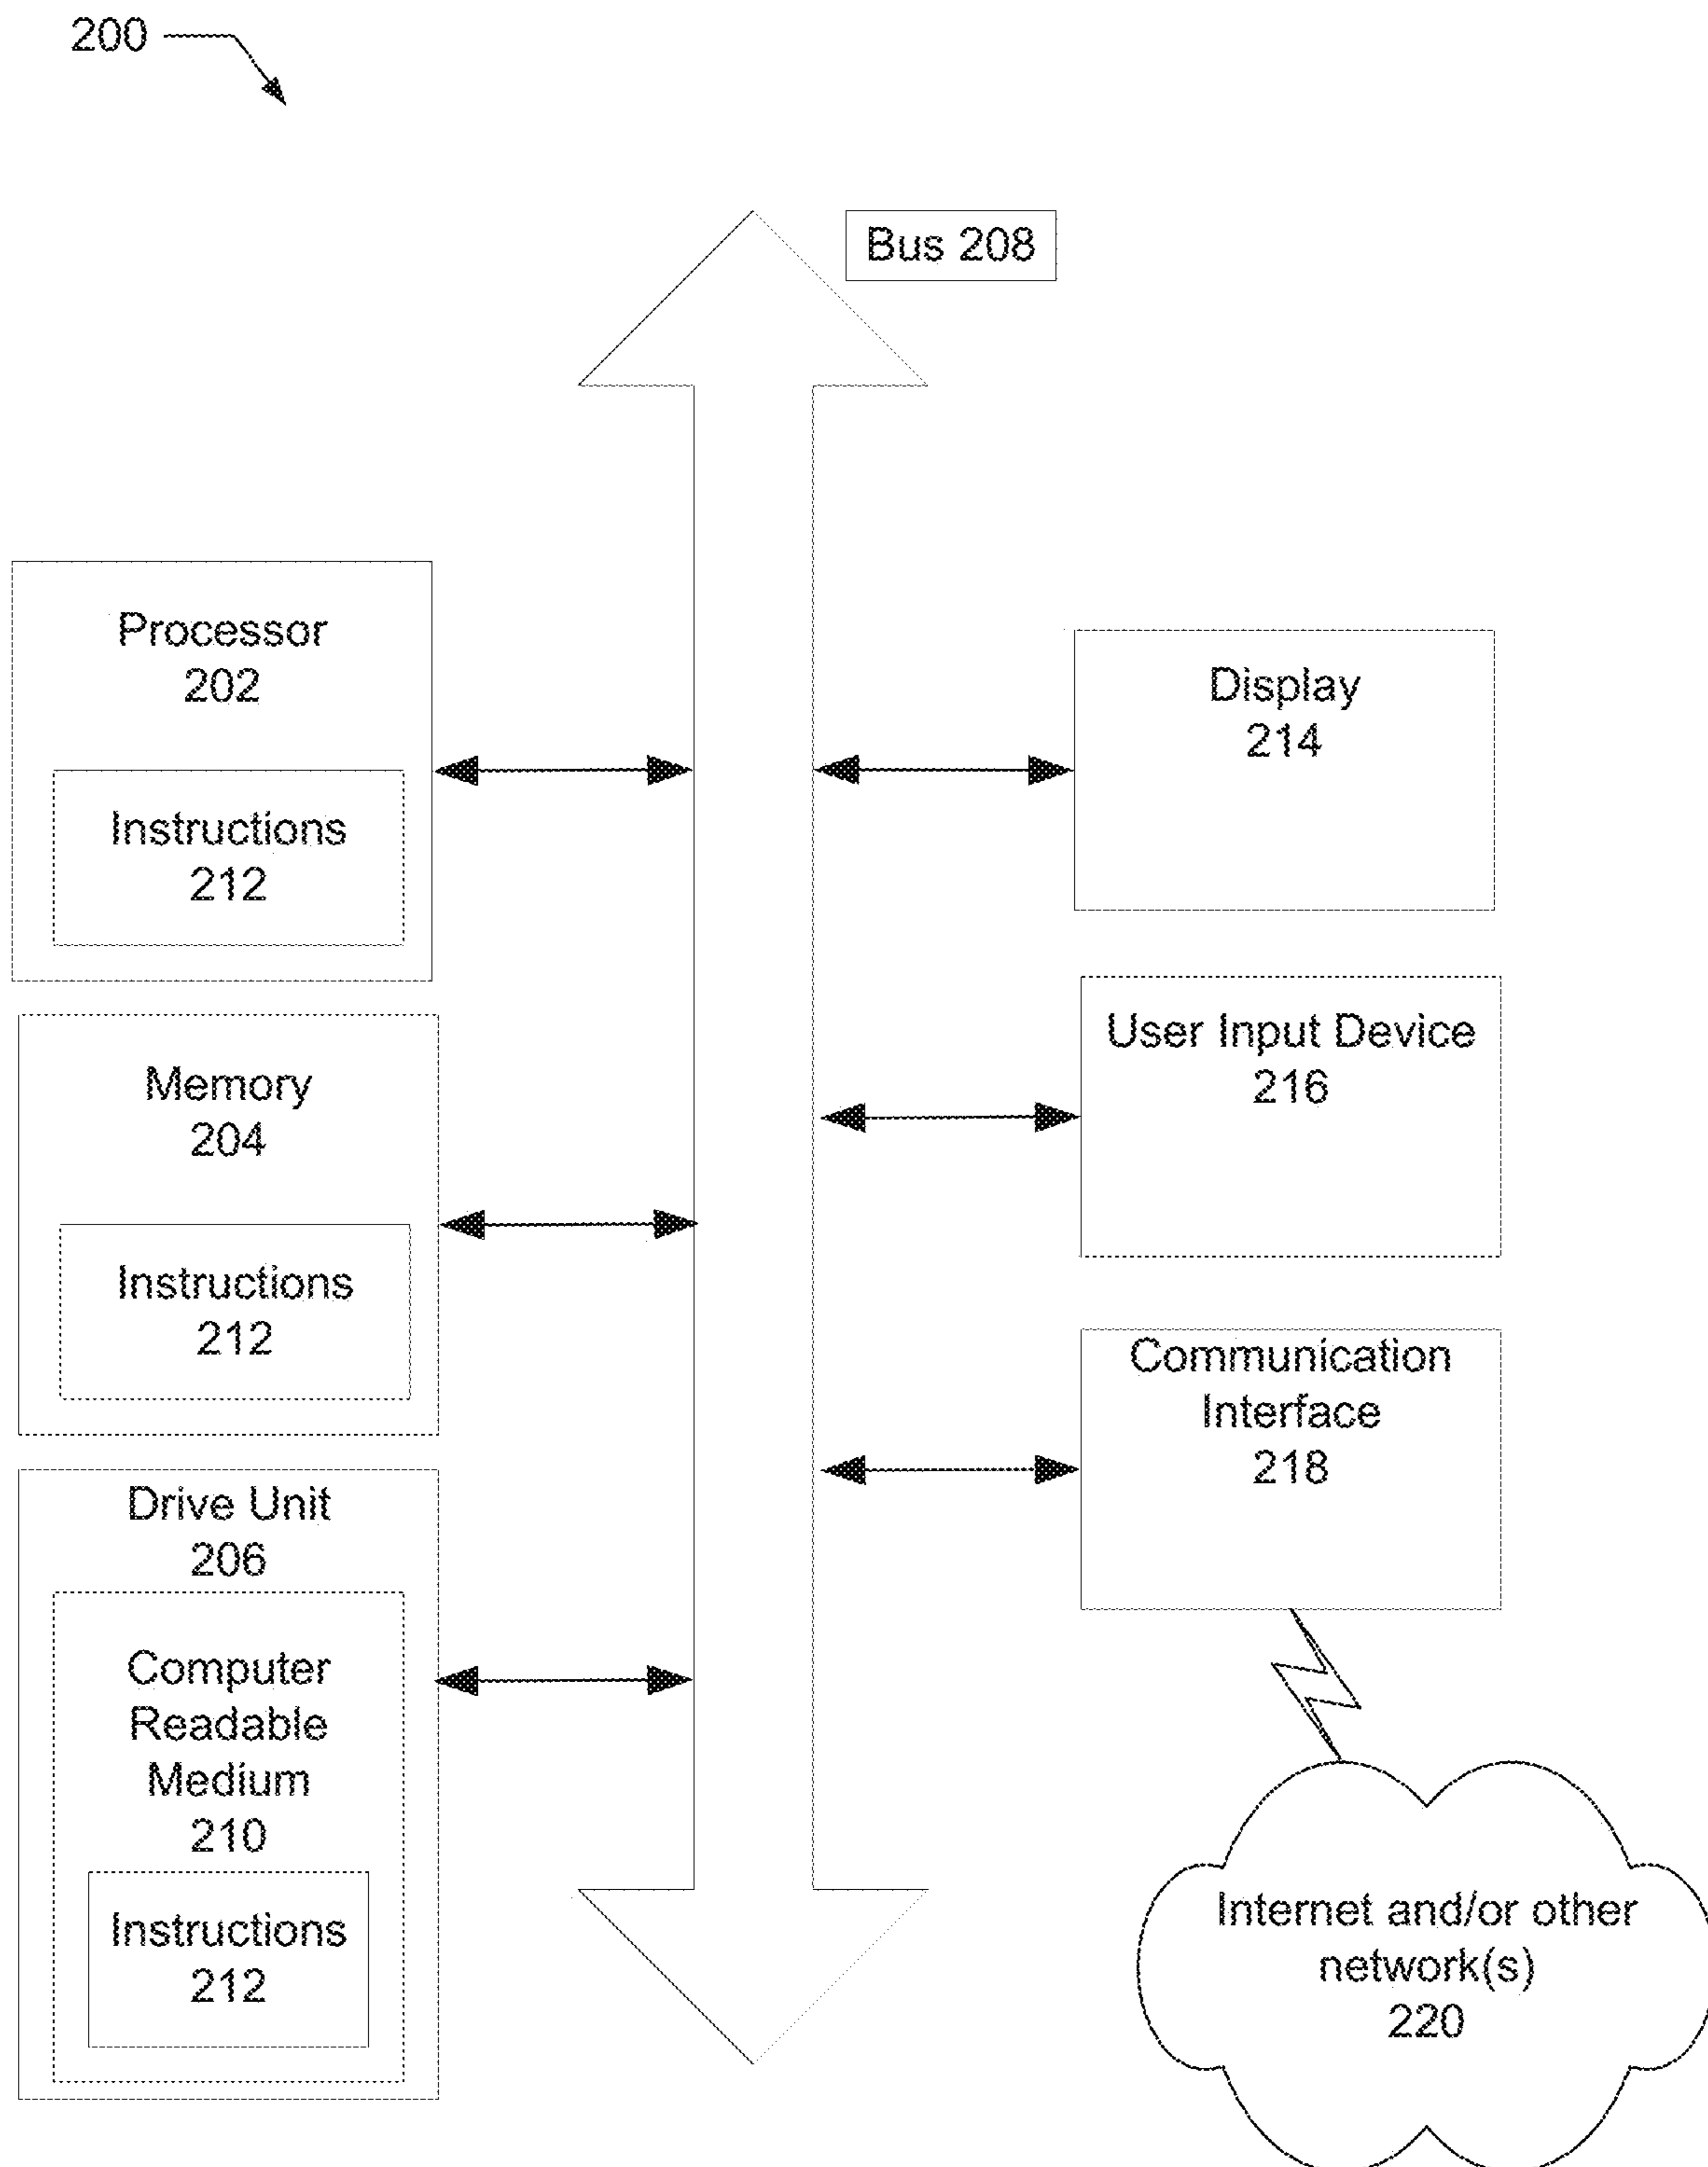 200
Bus 208
Processor
202
Instructions
212
Memory
204
Instructions
212
Drive Unit
206
Computer
Readable
Medium
210
Instructions
212
Display
214
User Input Device
216
Communication
Interface
218
Internet and/or other
network(s)
220